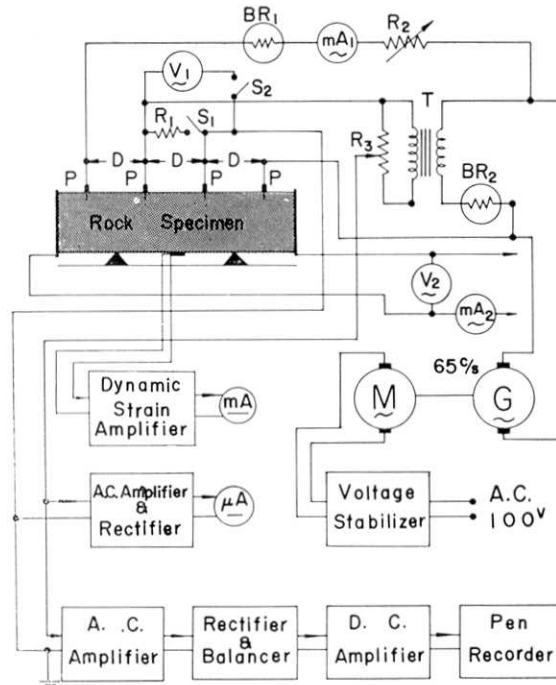 BR1
mA1
R2
V1
S2
R1
S1
T
R3
BR2
D D D
P P P P
Rock Specimen
V2
mA2
65 c/s
M
G
Dynamic
Strain
Amplifier
mA
A.C. Amplifier
&
Rectifier
μA
Voltage
Stabilizer
A.C.
100V
A. .C.
Amplifier
Rectifier
&
Balancer
D. C.
Amplifier
Pen
Recorder